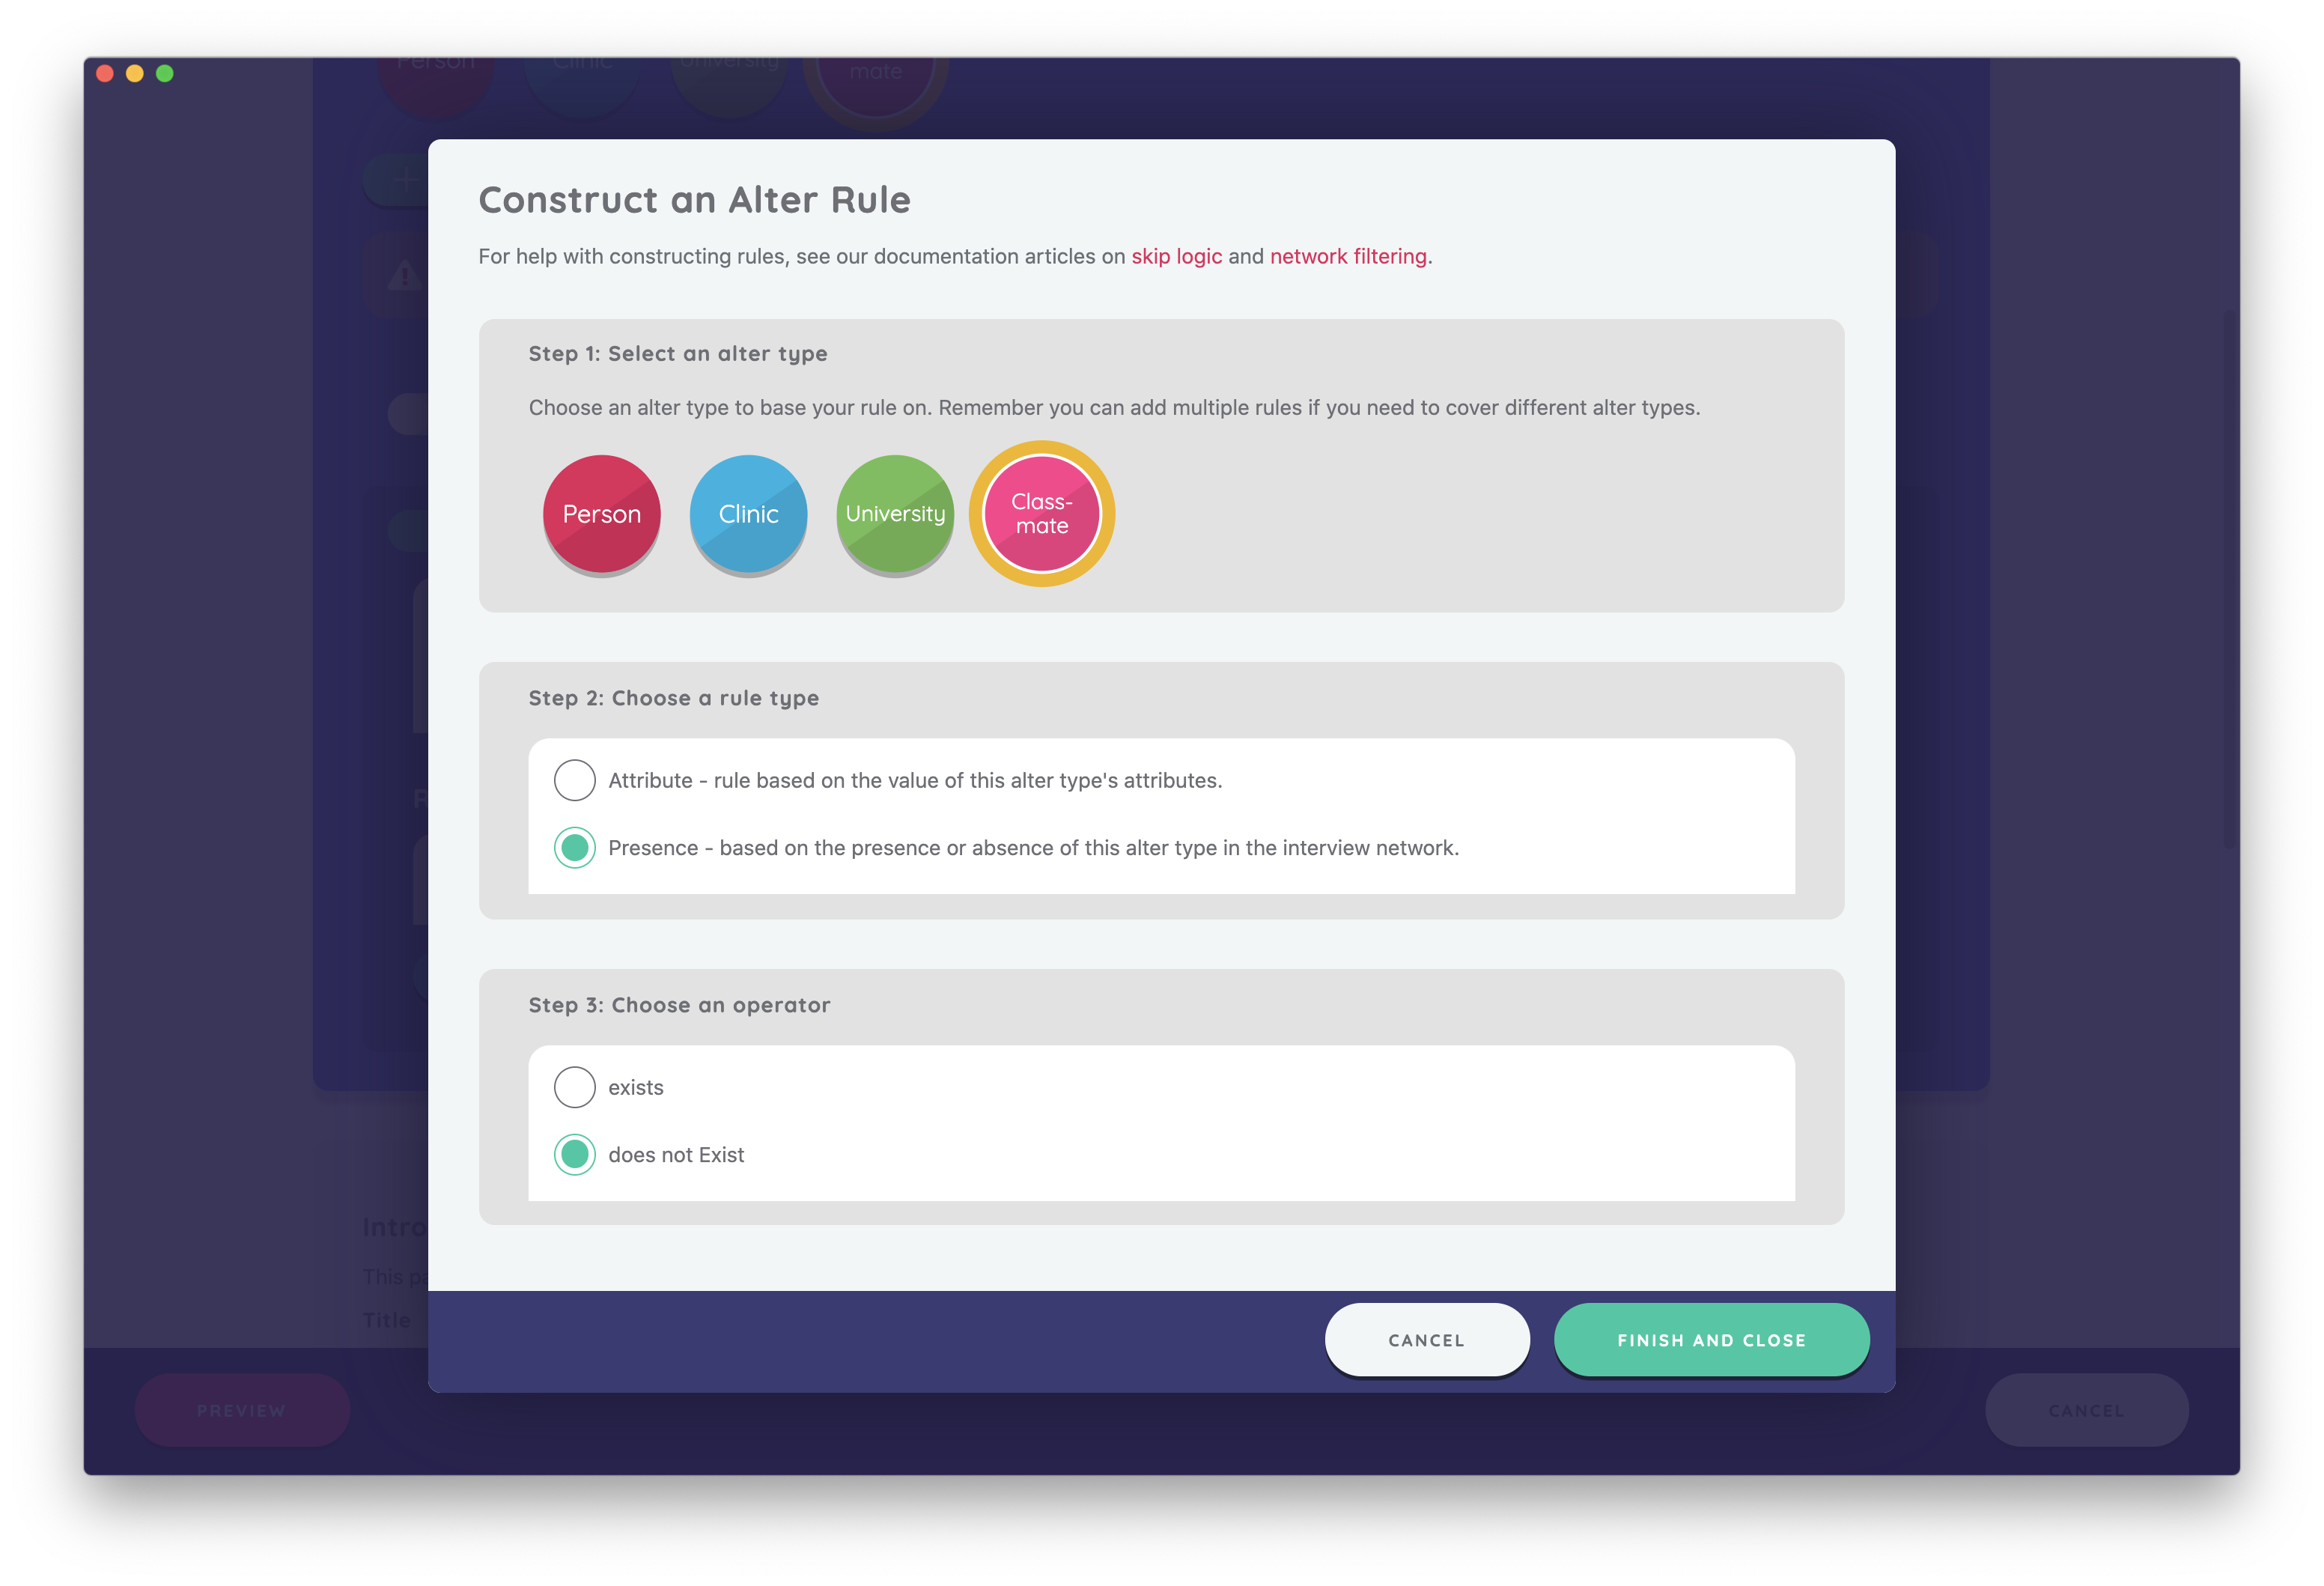 Person
Clinic
University
mate
Construct an Alter Rule
For help with constructing rules, see our documentation articles on skip logic and network filtering.
Step 1: Select an alter type
Choose an alter type to base your rule on. Remember you can add multiple rules if you need to cover different alter types.
Person
Clinic
University
Class-
mate
Step 2: Choose a rule type
Attribute - rule based on the value of this alter type's attributes.
Presence - based on the presence or absence of this alter type in the interview network.
Step 3: Choose an operator
exists
does not Exist
Title
CANCEL
FINISH AND CLOSE
PREVIEW
CANCEL